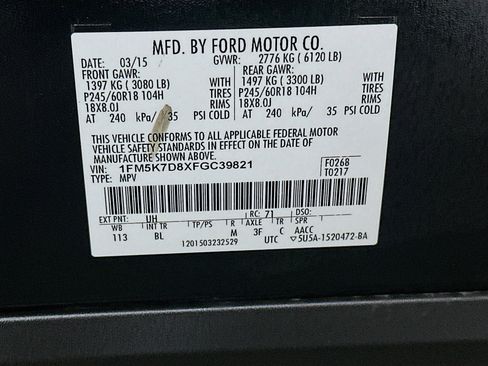 MFD. BY FORD MOTOR CO.
DATE: 03/15 GVWR: 2776 KG ( 6120 LB)
FRONT GAWR: REAR GAWR:
1397 KG ( 3080 LB) 1497 KG ( 3300 LB)
P245/60R18 104H TIRES P245/60R18 104H TIRES
18X8.0J RIMS 18X8.0J RIMS
AT 240 kPa/ 35 PSI COLD AT 240 kPa/ 35 PSI COLD
THIS VEHICLE CONFORMS TO ALL APPLICABLE FEDERAL MOTOR
VEHICLE SAFETY STANDARDS IN EFFECT ON THE DATE OF
MANUFACTURE SHOWN ABOVE.
VIN: 1FM5K7D8XFGC39821 F0268
TYPE: MPV T0217
EXT PNT: UH RC: 71 DSO:
WB INT TR TP/PS R AXLE TR SPR
113 BL M 3F C AACC
1201503232529 UTC ▽5U5A-1520472-BA